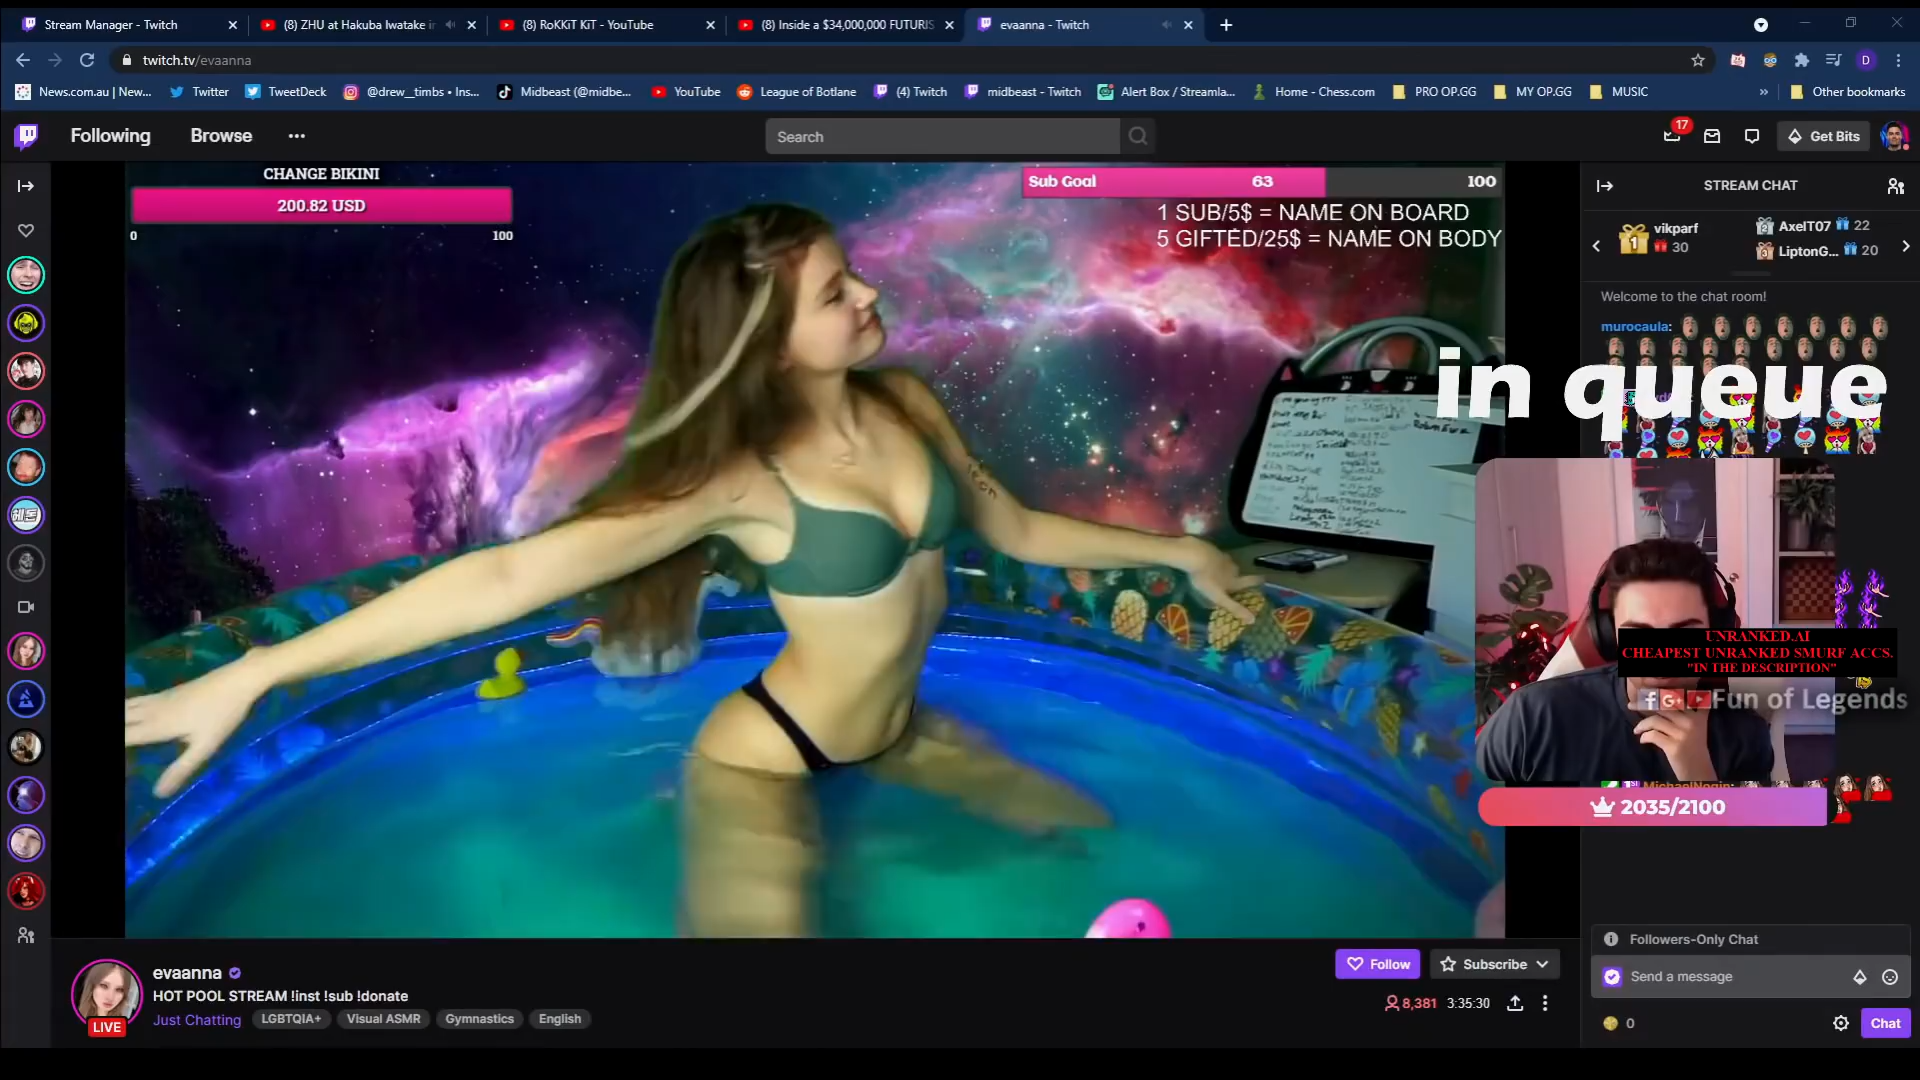 Stream Manager - Twitch
(8) ZHU at Hakuba Iwatake in
(8) RoKKiT KiT - YouTube
(8) Inside a $34,000,000 FUTURIS
evaanna - Twitch
twitch.tv/evaanna
D
News.com.au | New...
Twitter
TweetDeck
@drew_timbs • Ins...
Midbeast (@midbe...
YouTube
League of Botlane
(4) Twitch
midbeast - Twitch
Alert Box / Streamla...
Home - Chess.com
PRO OP.GG
MY OP.GG
MUSIC
»
Other bookmarks
Following
Browse
Search
17
Get Bits
CHANGE BIKINI
200.82 USD
0
100
Sub Goal
63
100
1 SUB/5$ = NAME ON BOARD
5 GIFTED/25$ = NAME ON BODY
STREAM CHAT
1
vikparf
30
AxelT07 22
LiptonG... 20
Welcome to the chat room!
murocaula:
in queue
UNRANKED.AI
CHEAPEST UNRANKED SMURF ACCS.
"IN THE DESCRIPTION"
Fun of Legends
MichaelNogin:
2035/2100
evaanna
HOT POOL STREAM !inst !sub !donate
LIVE
Just Chatting
LGBTQIA+
Visual ASMR
Gymnastics
English
Follow
Subscribe
8,381
3:35:30
Followers-Only Chat
Send a message
0
Chat